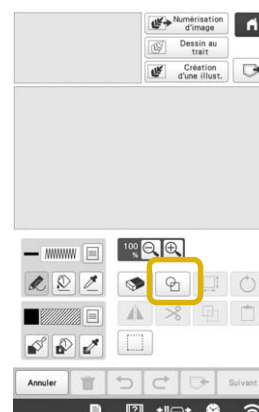 Numérisation
d'image
Dessin au
trait
Création
d'une illust.
100
%
Annuler
Suivant